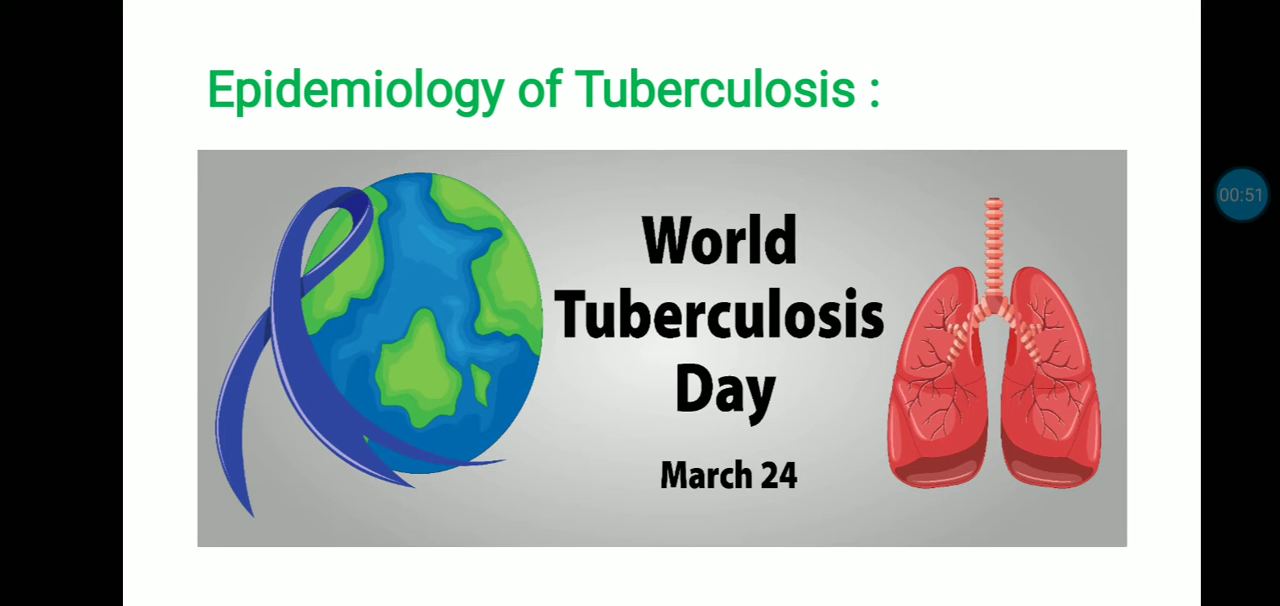 Epidemiology of Tuberculosis :
World
Tuberculosis
Day
March 24
00:51